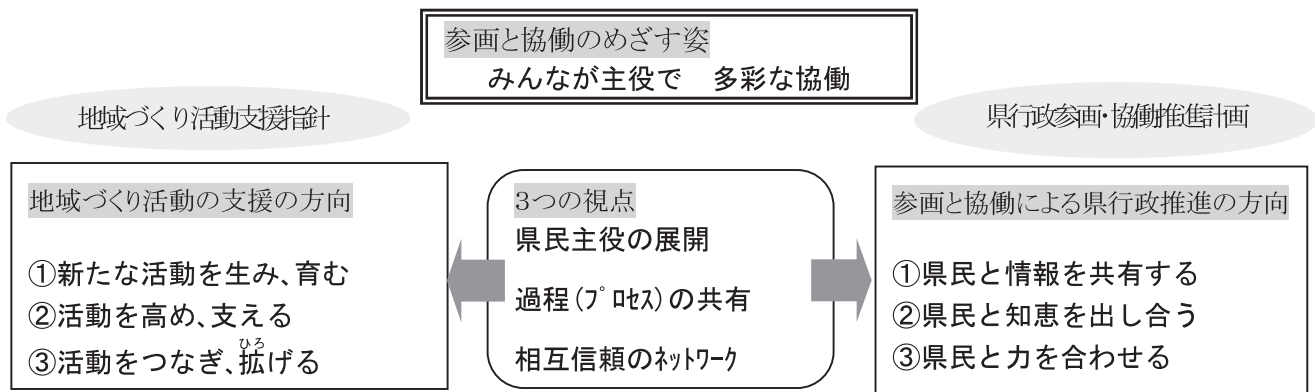 参画と協働のめざす姿
みんなが主役で　多彩な協働
地域づくり活動支援指針
県行政参画・協働推進計画
地域づくり活動の支援の方向
①新たな活動を生み、育む
②活動を高め、支える
ひろ
③活動をつなぎ、拡げる
3つの視点
県民主役の展開
過程(ﾌﾟﾛｾｽ)の共有
相互信頼のﾈｯﾄﾜｰｸ
参画と協働による県行政推進の方向
①県民と情報を共有する
②県民と知恵を出し合う
③県民と力を合わせる